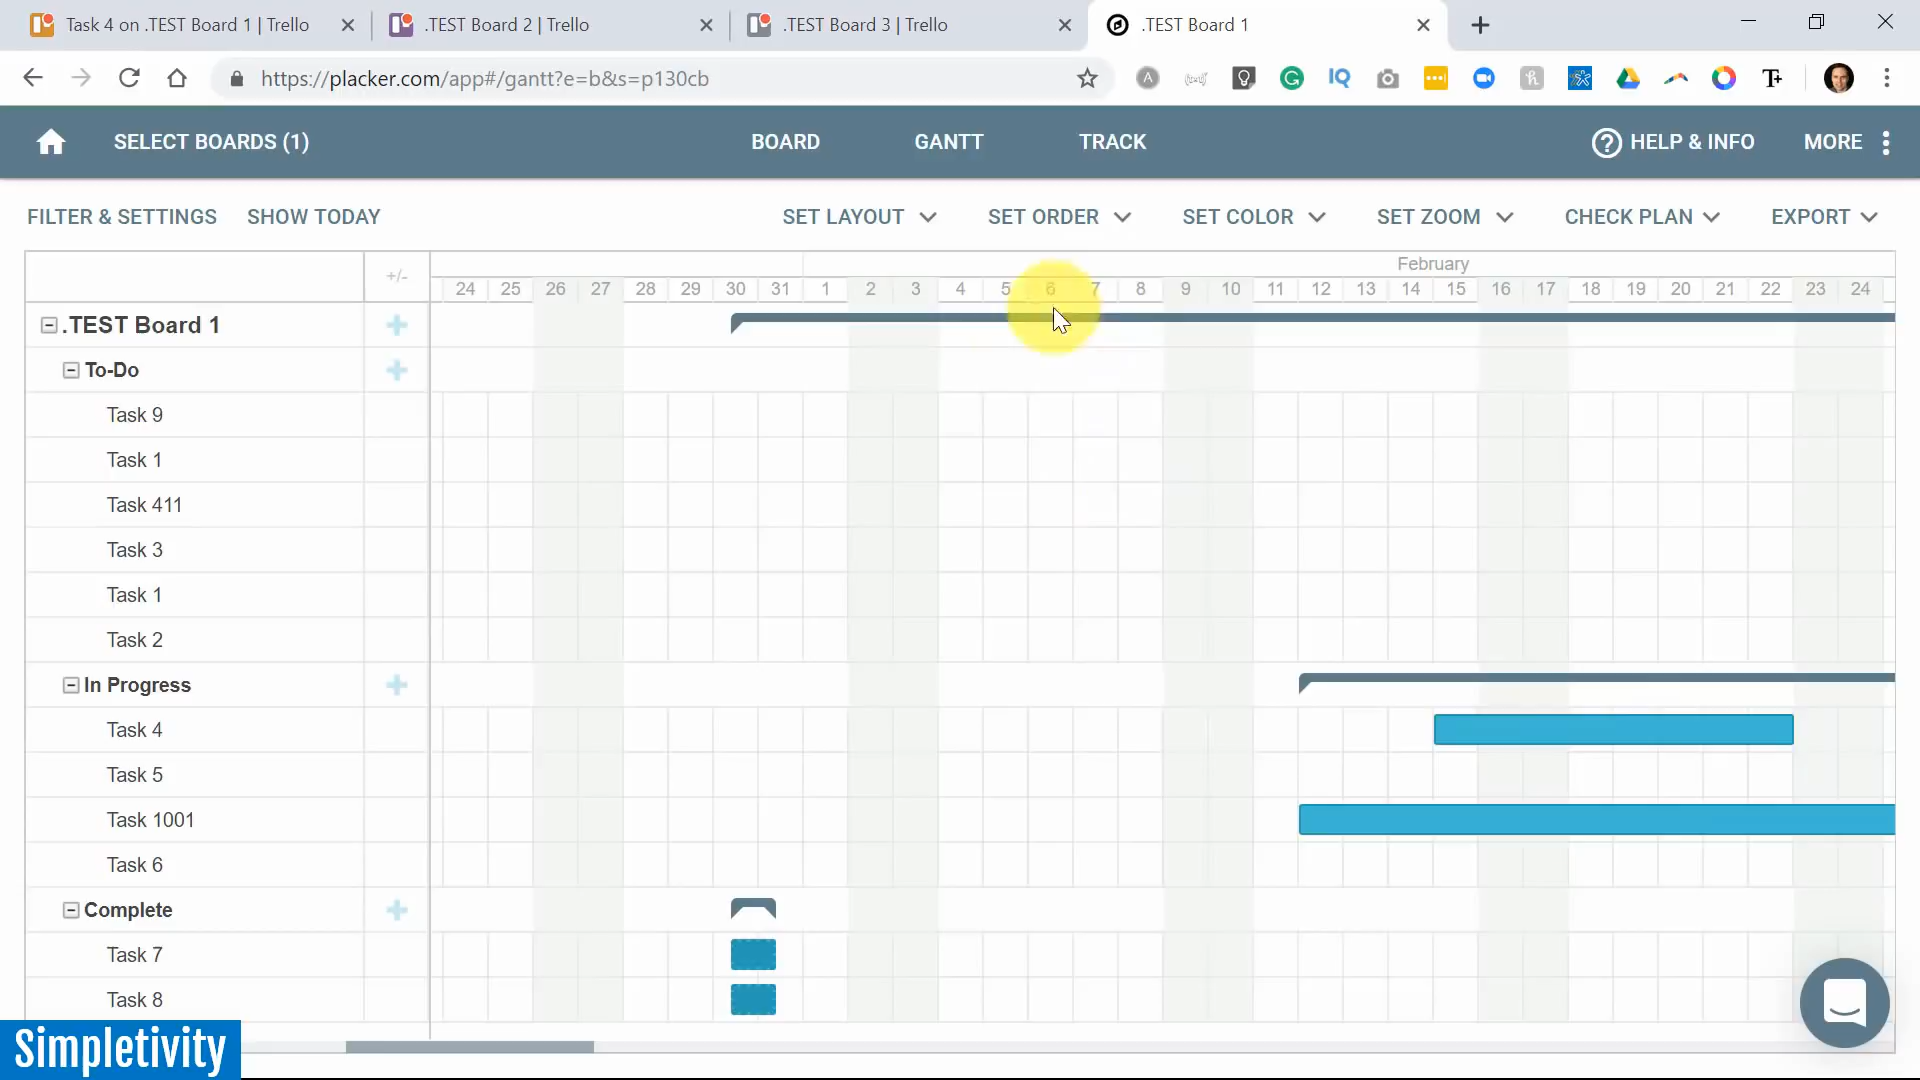 Task 4 on .TEST Board 1 | Trello
.TEST Board 2 | Trello
.TEST Board 3 | Trello
.TEST Board 1
https://placker.com/app#/gantt?e=b&s=p130cb
SELECT BOARDS (1)
BOARD
GANTT
TRACK
HELP & INFO
MORE
FILTER & SETTINGS
SHOW TODAY
SET LAYOUT
SET ORDER
SET COLOR
SET ZOOM
CHECK PLAN
EXPORT
+/-
February
24 25 26 27 28 29 30 31 1 2 3 4 5 6 7 8 9 10 11 12 13 14 15 16 17 18 19 20 21 22 23 24
.TEST Board 1
To-Do
Task 9
Task 1
Task 411
Task 3
Task 1
Task 2
In Progress
Task 4
Task 5
Task 1001
Task 6
Complete
Task 7
Task 8
Simpletivity